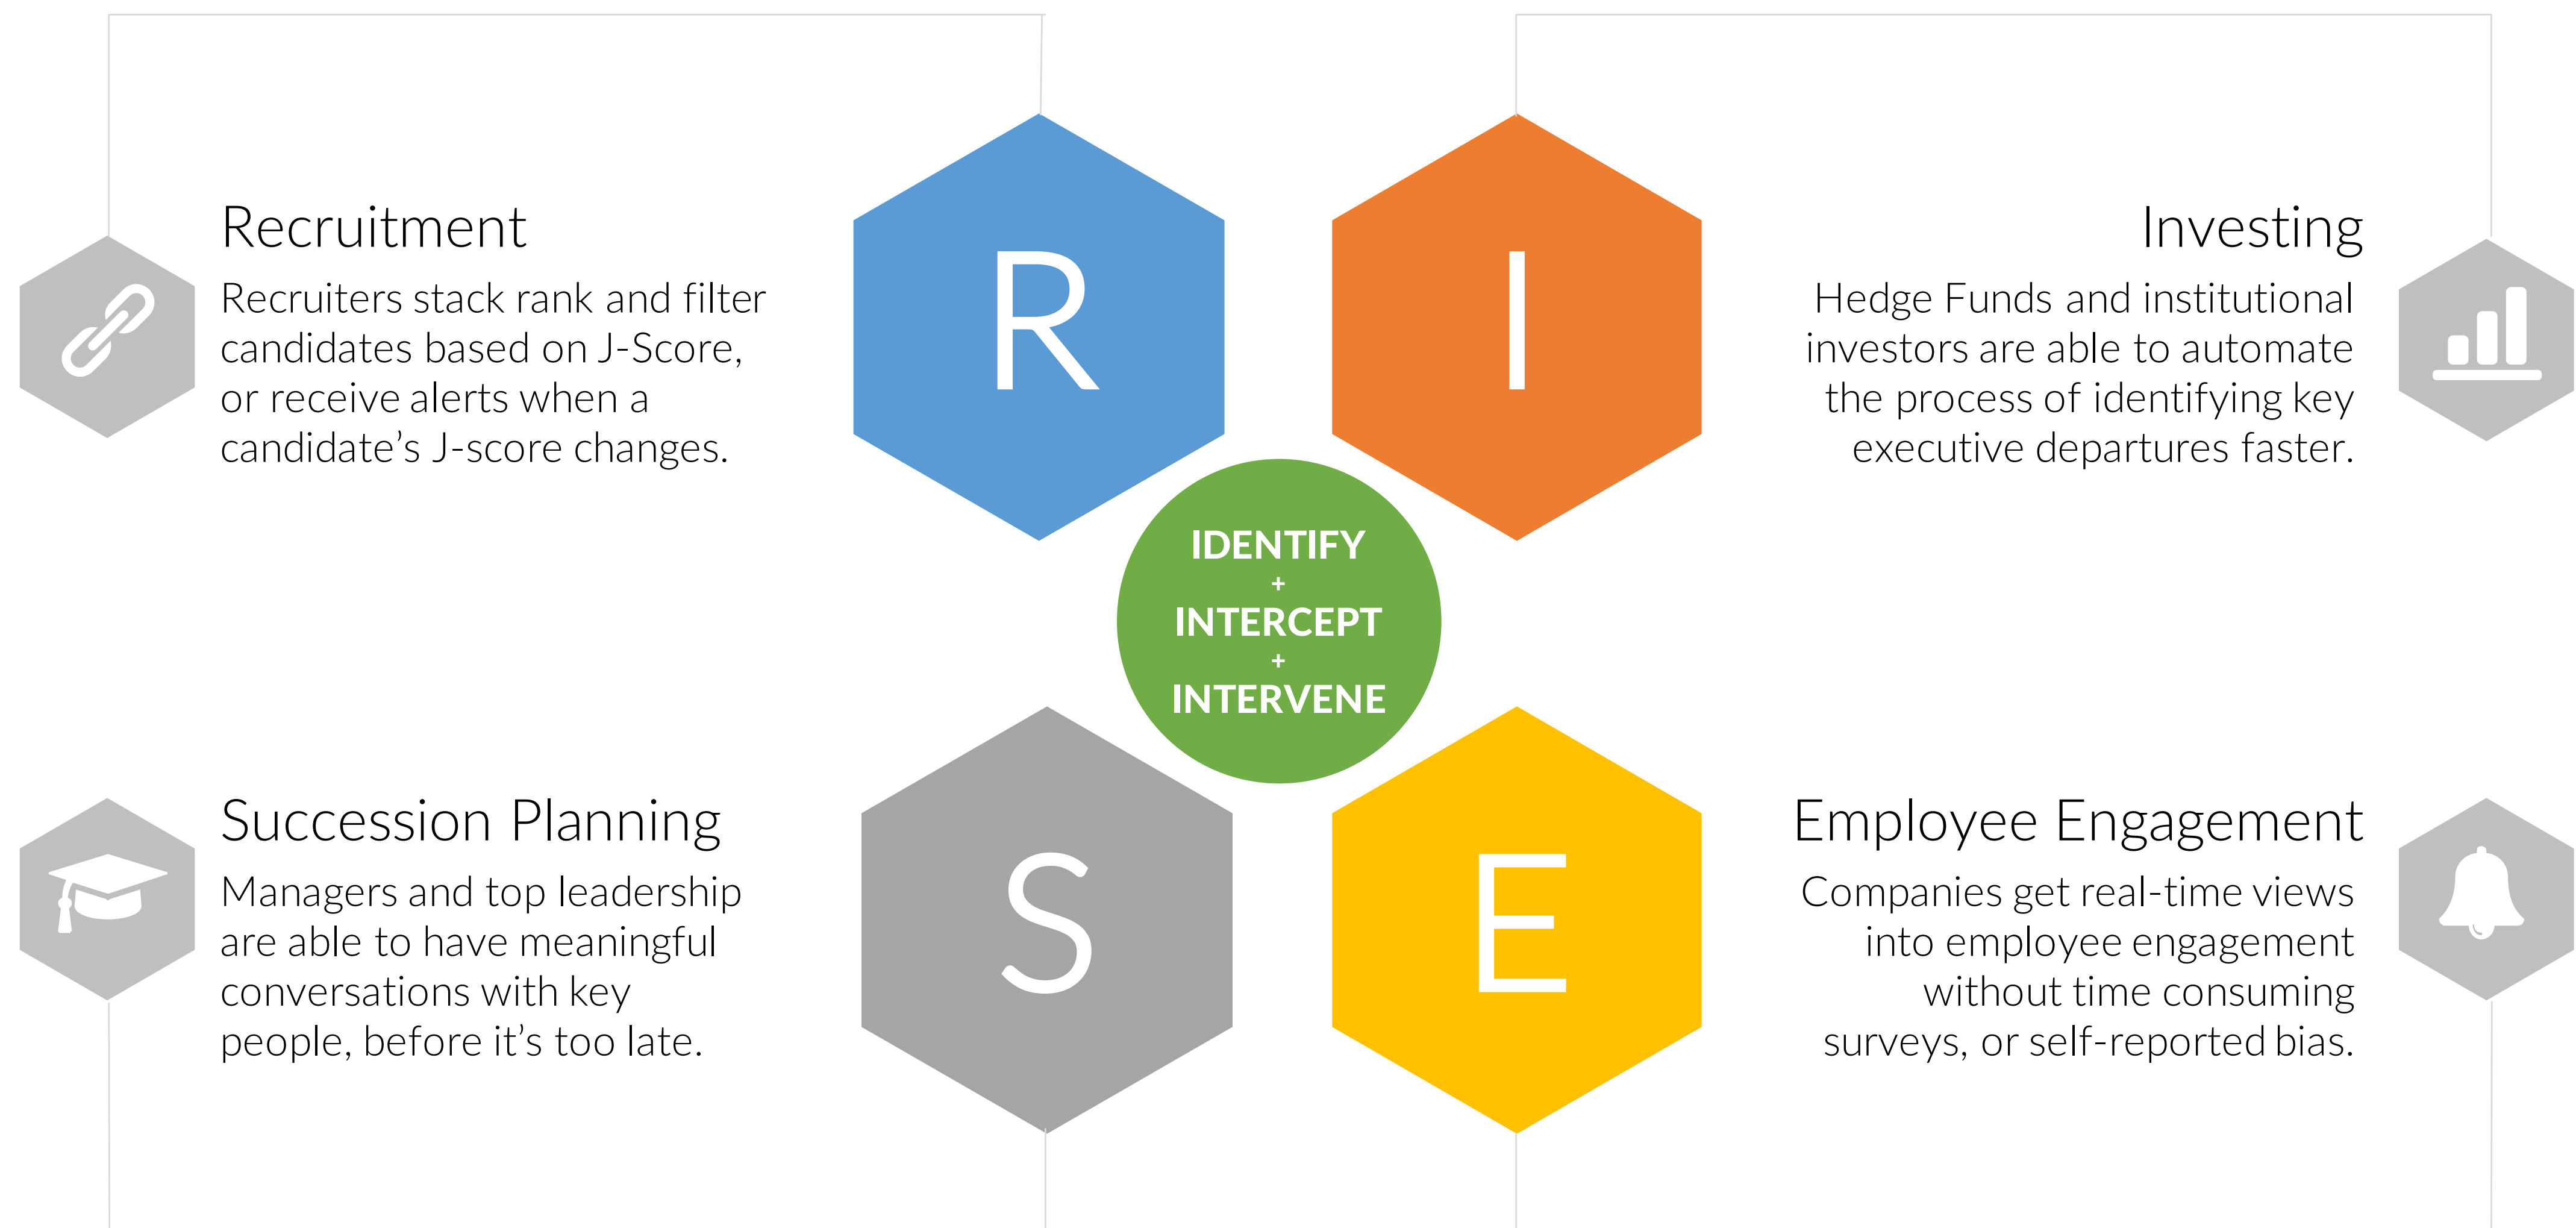 Recruitment
Recruiters stack rank and filter
candidates based on J-Score,
or receive alerts when a
candidate’s J-score changes.
R
I
Investing
Hedge Funds and institutional
investors are able to automate
the process of identifying key
executive departures faster.
IDENTIFY
+
INTERCEPT
+
INTERVENE
Succession Planning
Managers and top leadership
are able to have meaningful
conversations with key
people, before it’s too late.
S
E
Employee Engagement
Companies get real-time views
into employee engagement
without time consuming
surveys, or self-reported bias.